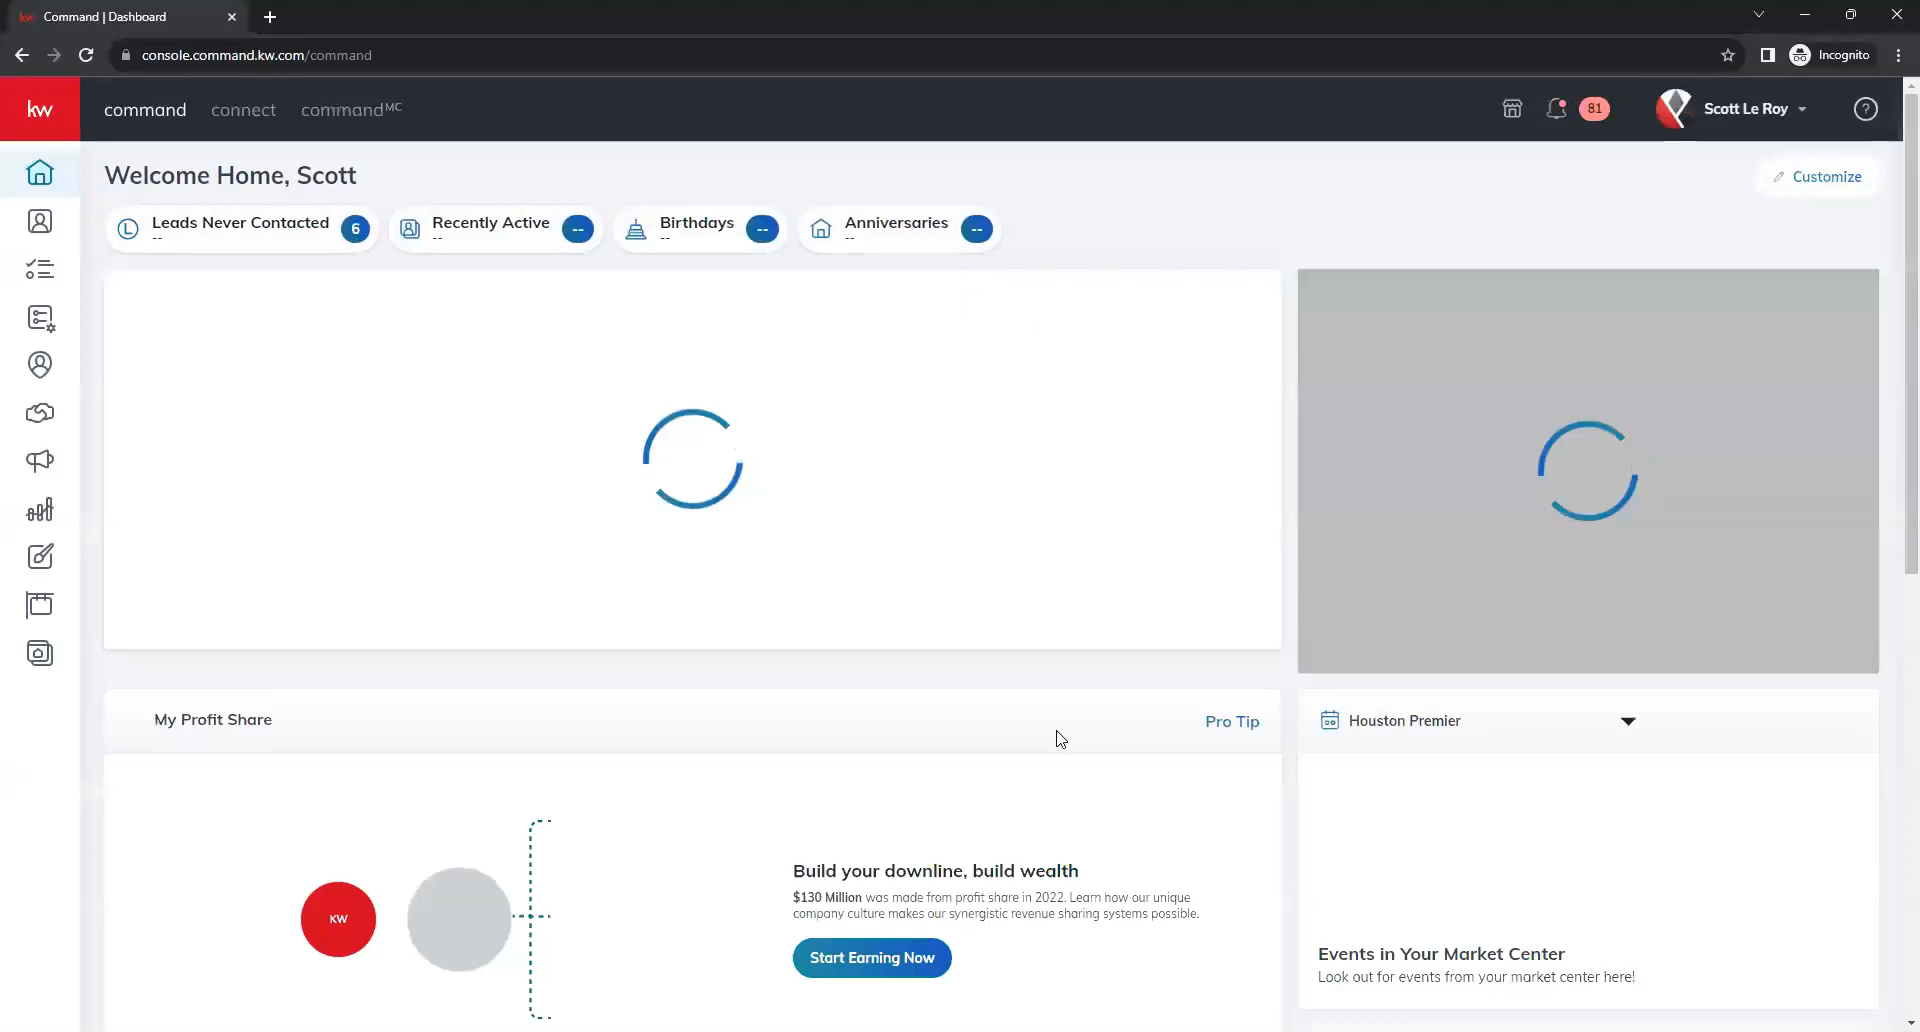 Command | Dashboard
console.command.kw.com/command
Incognito
kw
command
connect
commandMC
81
Scott Le Roy
?
Welcome Home, Scott
Customize
L
Leads Never Contacted
--
6
Recently Active
--
--
Birthdays
--
--
Anniversaries
--
--
My Profit Share
Pro Tip
Houston Premier
KW
Build your downline, build wealth
$130 Million was made from profit share in 2022. Learn how our unique
company culture makes our synergistic revenue sharing systems possible.
Start Earning Now
Events in Your Market Center
Look out for events from your market center here!